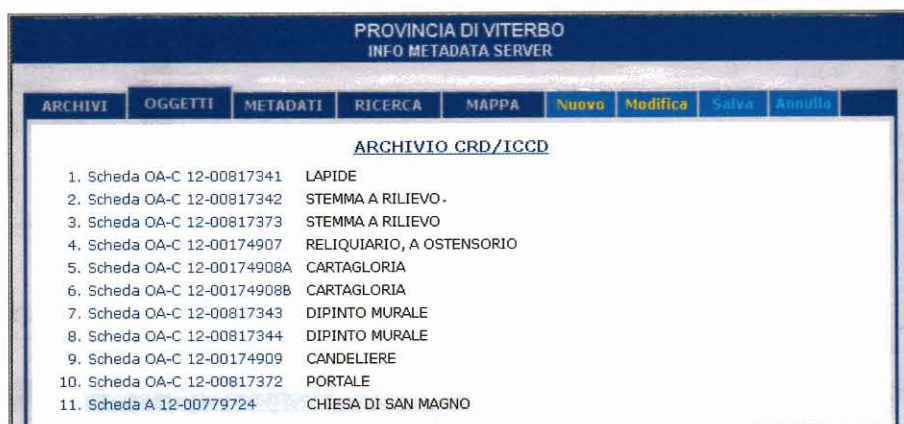 PROVINCIA DI VITERBO
INFO METADATA SERVER
ARCHIVI OGGETTI METADATI RICERCA MAPPA Nuovo Modifica Salva Annulla
ARCHIVIO CRD/ICCD
1. Scheda OA-C 12-00817341 LAPIDE
2. Scheda OA-C 12-00817342 STEMMA A RILIEVO.
3. Scheda OA-C 12-00817373 STEMMA A RILIEVO
4. Scheda OA-C 12-00174907 RELIQUIARIO, A OSTENSORIO
5. Scheda OA-C 12-00174908A CARTAGLORIA
6. Scheda OA-C 12-00174908B CARTAGLORIA
7. Scheda OA-C 12-00817343 DIPINTO MURALE
8. Scheda OA-C 12-00817344 DIPINTO MURALE
9. Scheda OA-C 12-00174909 CANDELIERE
10. Scheda OA-C 12-00817372 PORTALE
11. Scheda A 12-00779724 CHIESA DI SAN MAGNO